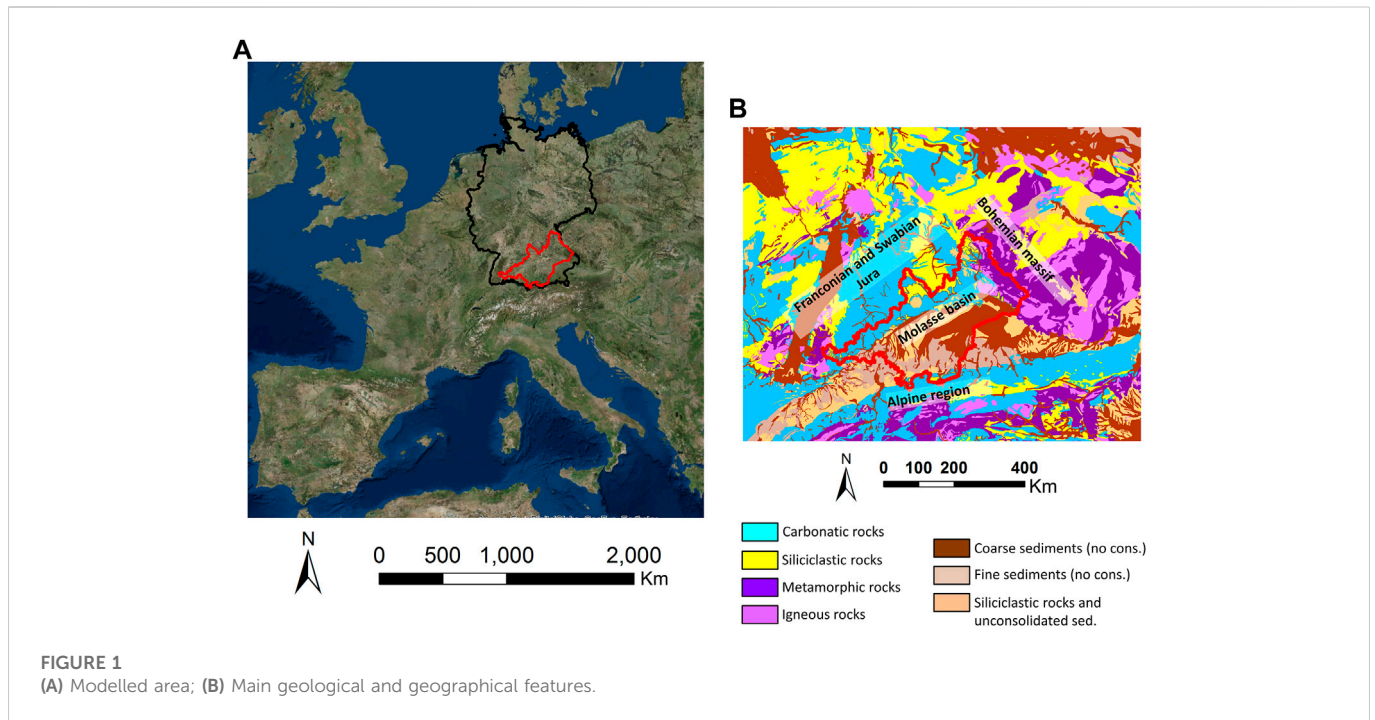 A
B
Franconian and Swabian
Jura
Bohemian massif
Molasse basin
Alpine region
N
0 500 1,000 2,000
Km
N
0 100 200 400
Km
Carbonatic rocks
Siliciclastic rocks
Metamorphic rocks
Igneous rocks
Coarse sediments (no cons.)
Fine sediments (no cons.)
Siliciclastic rocks and
unconsolidated sed.
FIGURE 1
(A) Modelled area; (B) Main geological and geographical features.